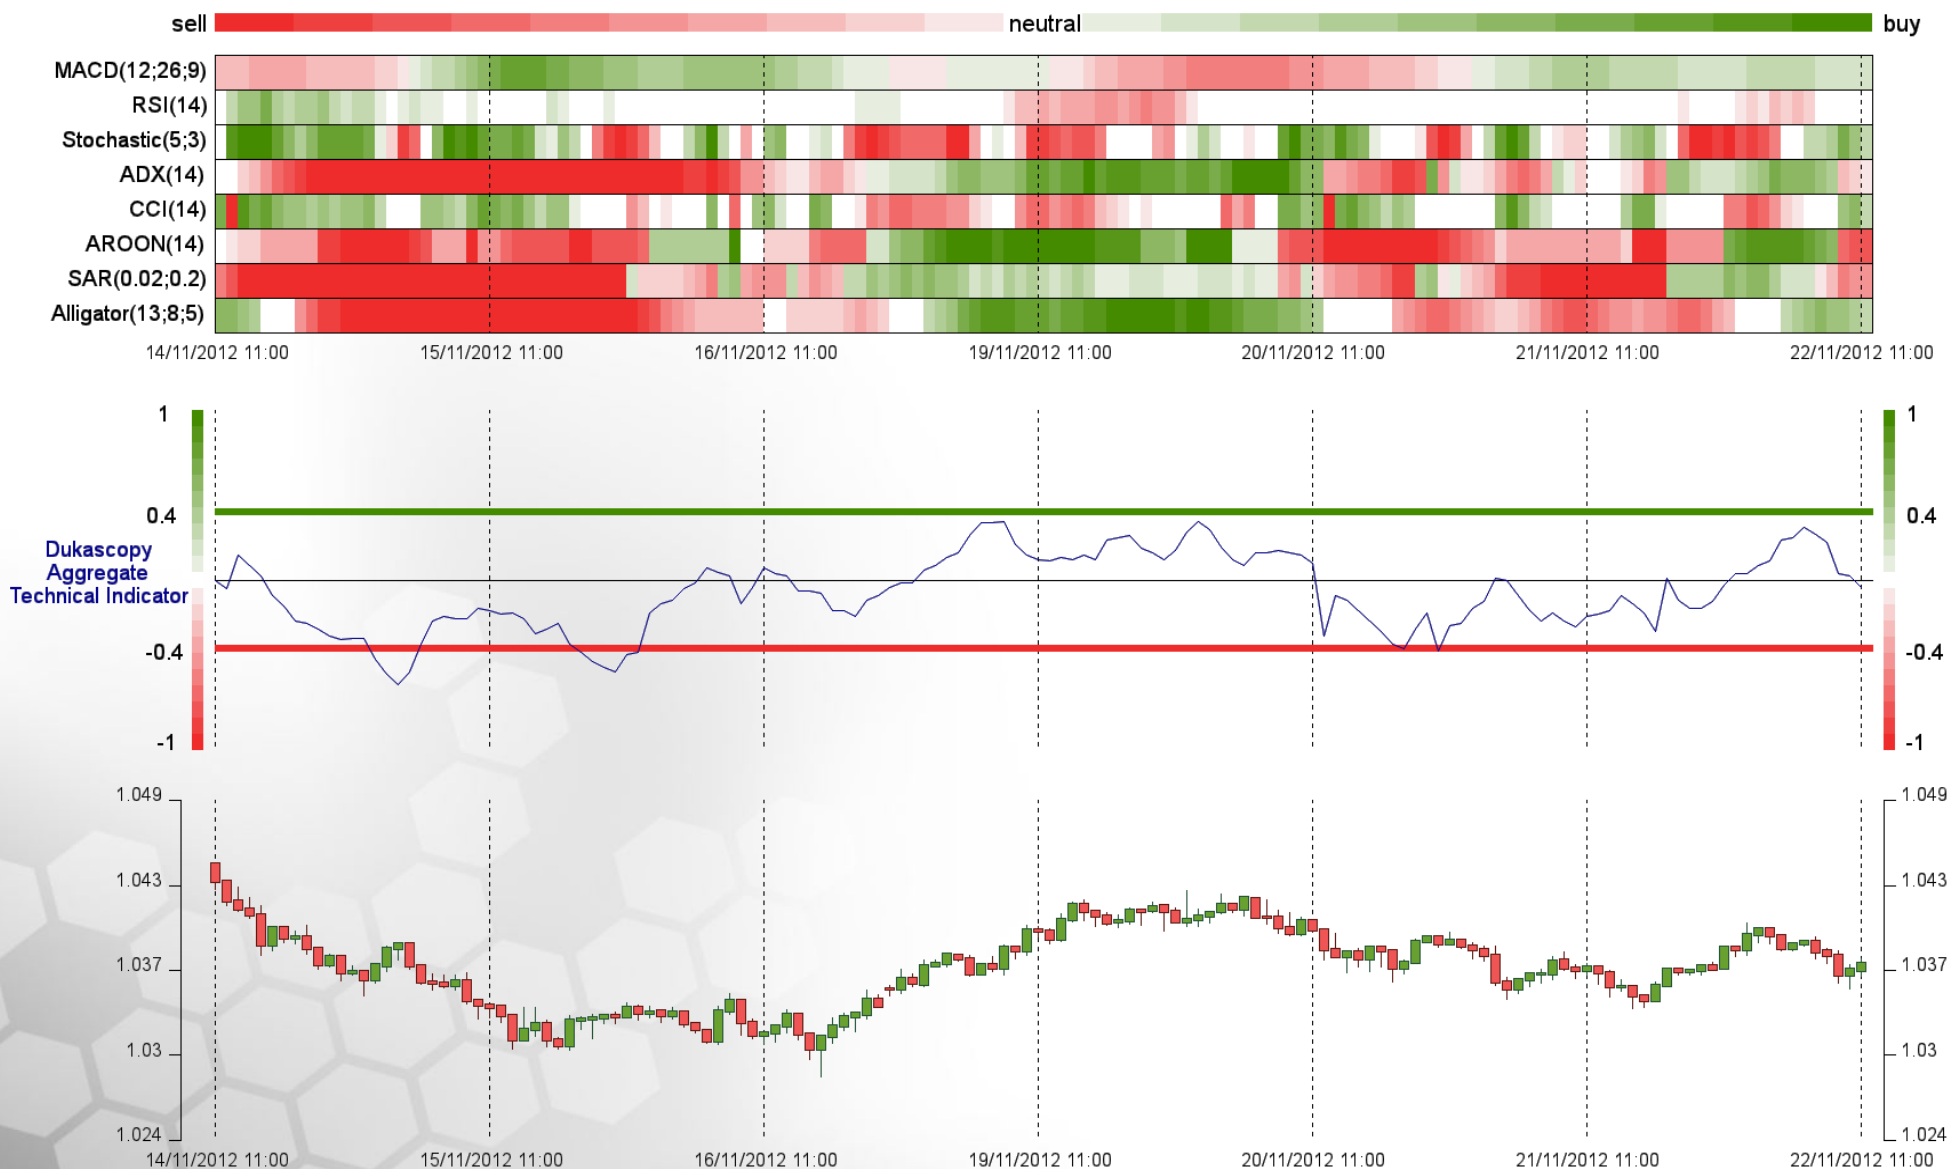 sell neutral buy
MACD(12;26;9)
RSI(14)
Stochastic(5;3)
ADX(14)
CCI(14)
AROON(14)
SAR(0.02;0.2)
Alligator(13;8;5)
14/11/2012 11:00 15/11/2012 11:00 16/11/2012 11:00 19/11/2012 11:00 20/11/2012 11:00 21/11/2012 11:00 22/11/2012 11:00
1 1
0.4 0.4
Dukascopy
Aggregate
Technical Indicator
-0.4 -0.4
-1 -1
1.049 1.049
1.043 1.043
1.037 1.037
1.03 1.03
1.024 1.024
14/11/2012 11:00 15/11/2012 11:00 16/11/2012 11:00 19/11/2012 11:00 20/11/2012 11:00 21/11/2012 11:00 22/11/2012 11:00